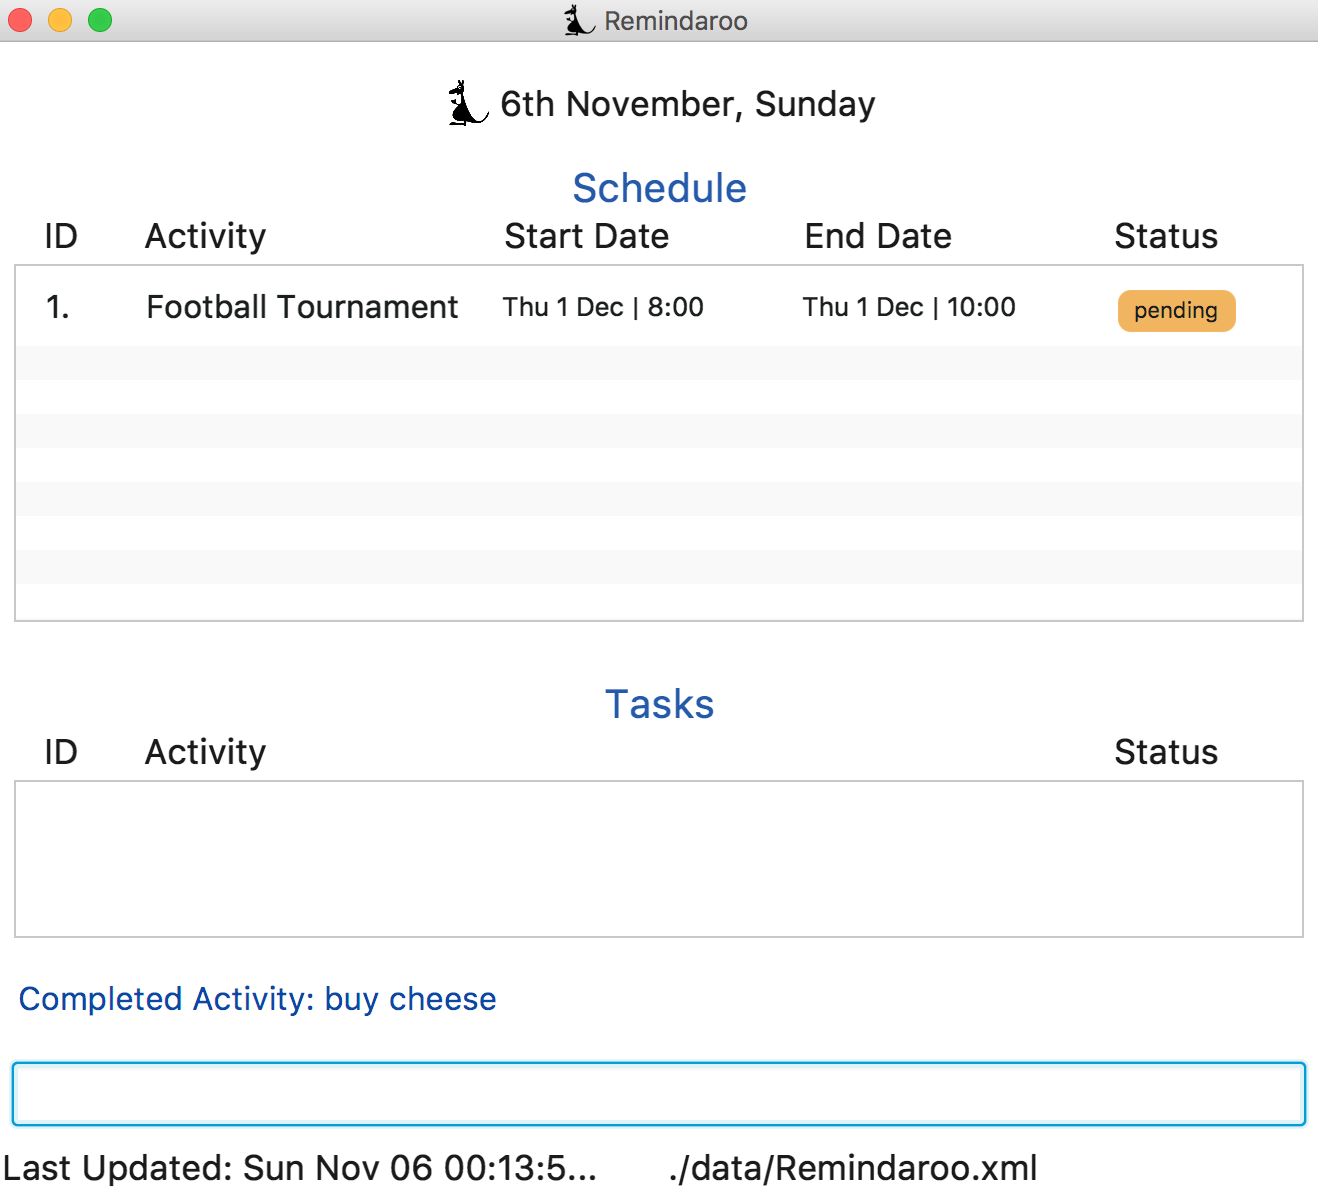 Remindaroo
6th November, Sunday
Schedule
ID Activity Start Date End Date Status
1. Football Tournament Thu 1 Dec | 8:00 Thu 1 Dec | 10:00 pending
Tasks
ID Activity Status
Completed Activity: buy cheese
Last Updated: Sun Nov 06 00:13:5... ./data/Remindaroo.xml